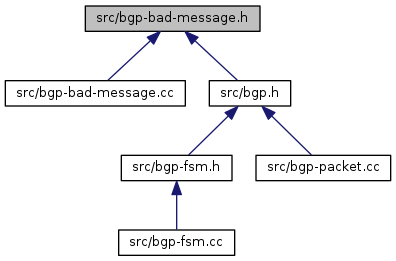 src/bgp-bad-message.h
src/bgp-bad-message.cc
src/bgp.h
src/bgp-fsm.h
src/bgp-packet.cc
src/bgp-fsm.cc